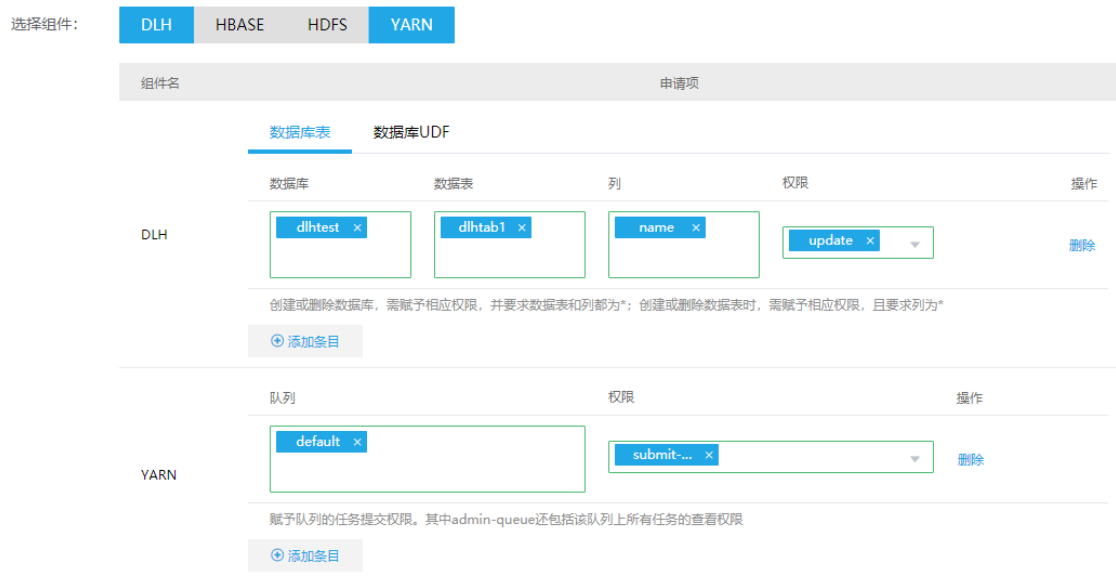 选择组件： DLH HBASE HDFS YARN
组件名 申请项
数据库表 数据库UDF
数据库 数据表 列 权限 操作
DLH dlhtest × dlhtab1 × name × update × 删除
创建或删除数据库，需赋予相应权限，并要求数据表和列都为*；创建或删除数据表时，需赋予相应权限，且要求列为*
添加条目
队列 权限 操作
YARN default × submit-... × 删除
赋予队列的任务提交权限。其中admin-queue还包括该队列上所有任务的查看权限
添加条目